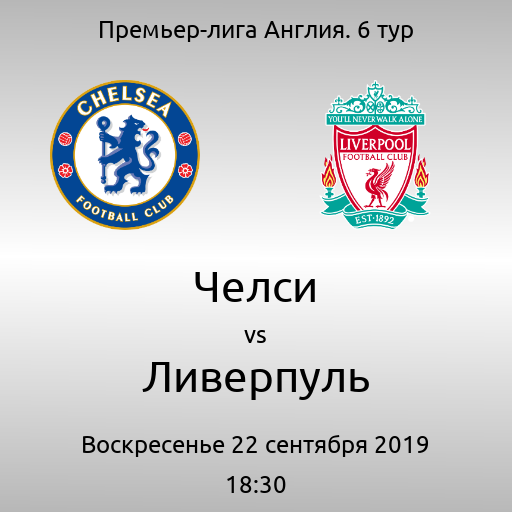 Премьер-лига Англия. 6 тур
CHELSEA
FOOTBALL CLUB
YOU'LL NEVER WALK ALONE
LIVERPOOL
FOOTBALL CLUB
EST·1892
Челси
vs
Ливерпуль
Воскресенье 22 сентября 2019
18:30